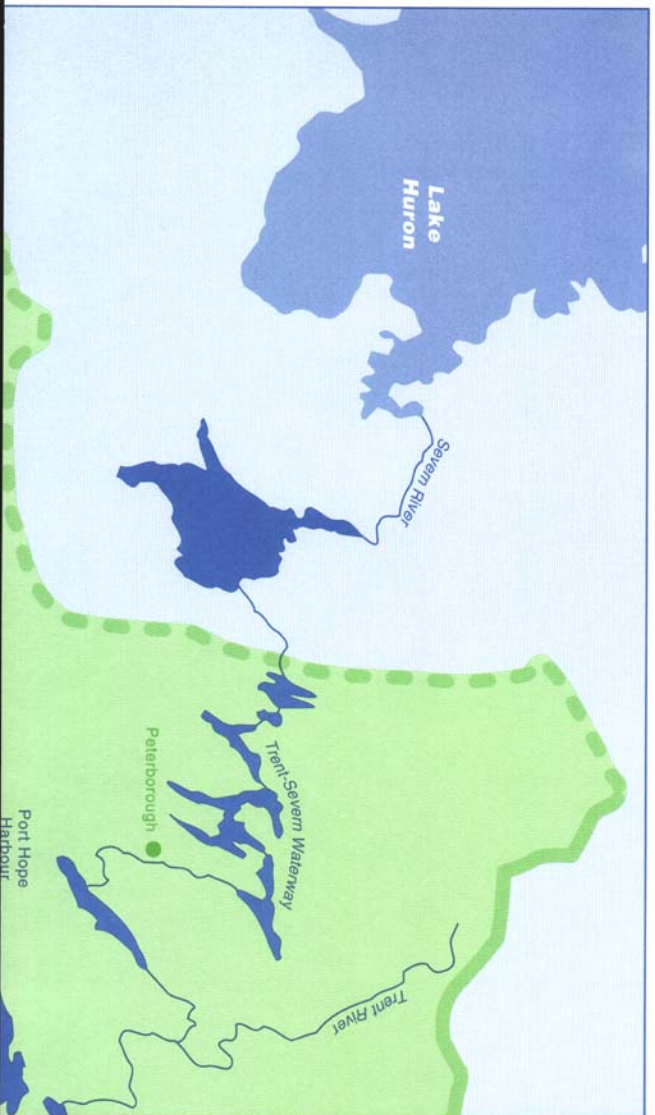 Lake
Huron
Severn River
Trent-Severn Waterway
Peterborough
Trent River
Port Hope
Harbour